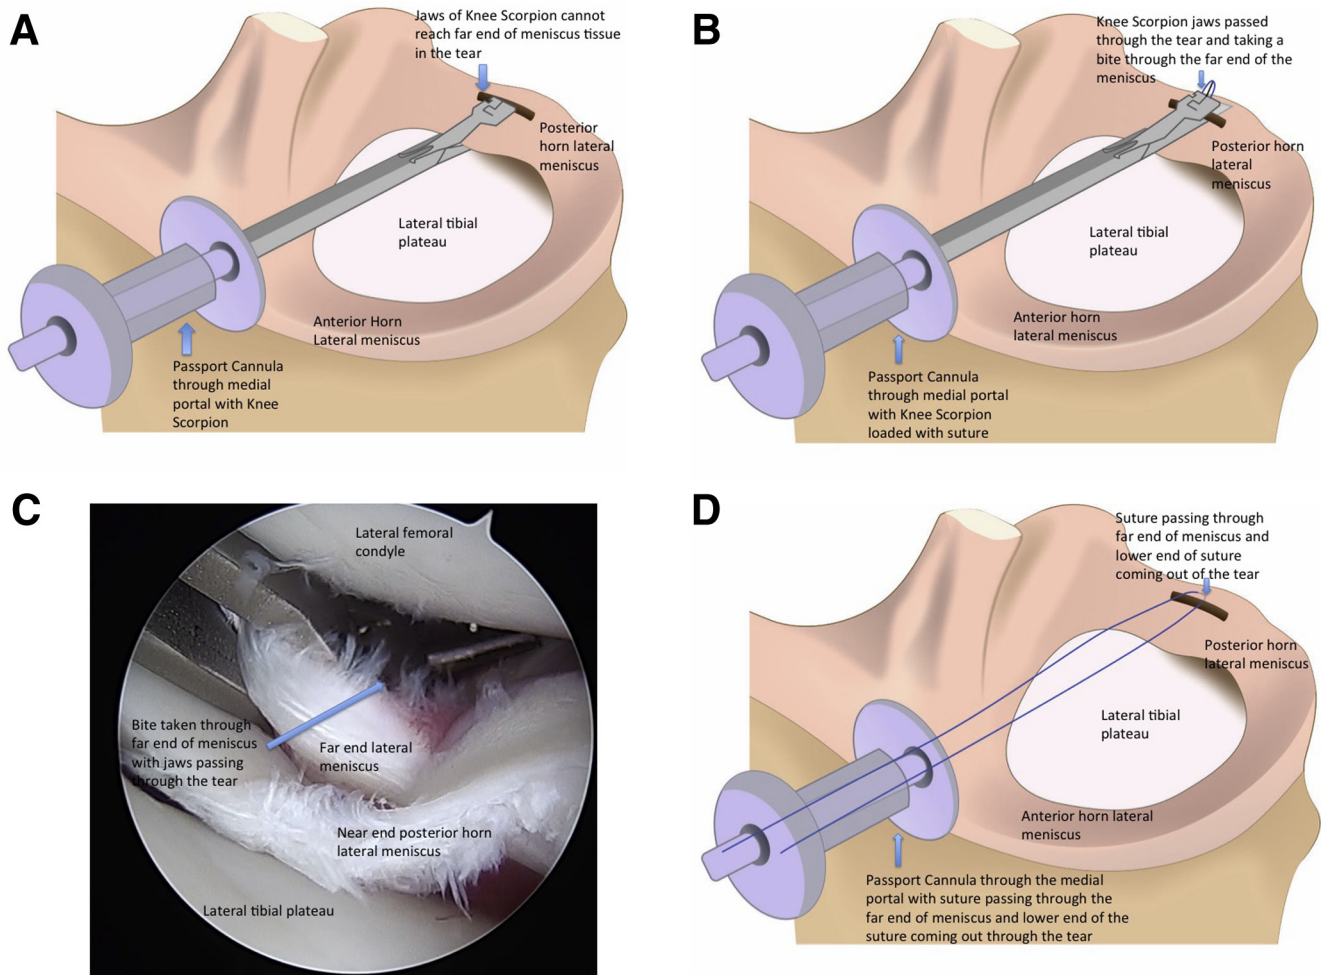 A
Jaws of Knee Scorpion cannot
reach far end of meniscus tissue
in the tear
Posterior
horn lateral
meniscus
Lateral tibial
plateau
Anterior Horn
Lateral meniscus
Passport Cannula
through medial
portal with Knee
Scorpion
B
Knee Scorpion jaws passed
through the tear and taking a
bite through the far end of the
meniscus
Posterior horn
lateral
meniscus
Lateral tibial
plateau
Anterior horn
lateral meniscus
Passport Cannula
through medial portal
with Knee Scorpion
loaded with suture
C
Lateral femoral
condyle
Bite taken through
far end of meniscus
with jaws passing
through the tear
Far end lateral
meniscus
Near end posterior horn
lateral meniscus
Lateral tibial plateau
D
Suture passing through
far end of meniscus and
lower end of suture
coming out of the tear
Posterior horn
lateral meniscus
Lateral tibial
plateau
Anterior horn lateral
meniscus
Passport Cannula through the medial
portal with suture passing through the
far end of meniscus and lower end of the
suture coming out through the tear